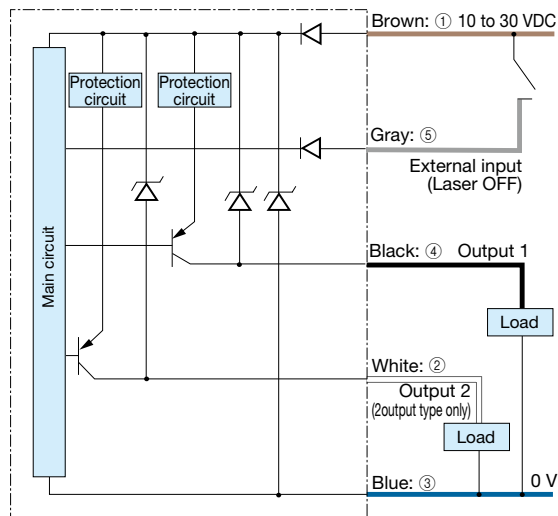 Brown: ① 10 to 30 VDC
Protection
circuit
Protection
circuit
Gray: ⑤
External input
(Laser OFF)
Main circuit
Black: ④ Output 1
Load
White: ②
Output 2
(2output type only)
Load
Blue: ③ 0 V